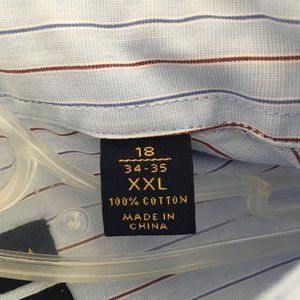 18
34-35
XXL
100% COTTON
MADE IN
CHINA